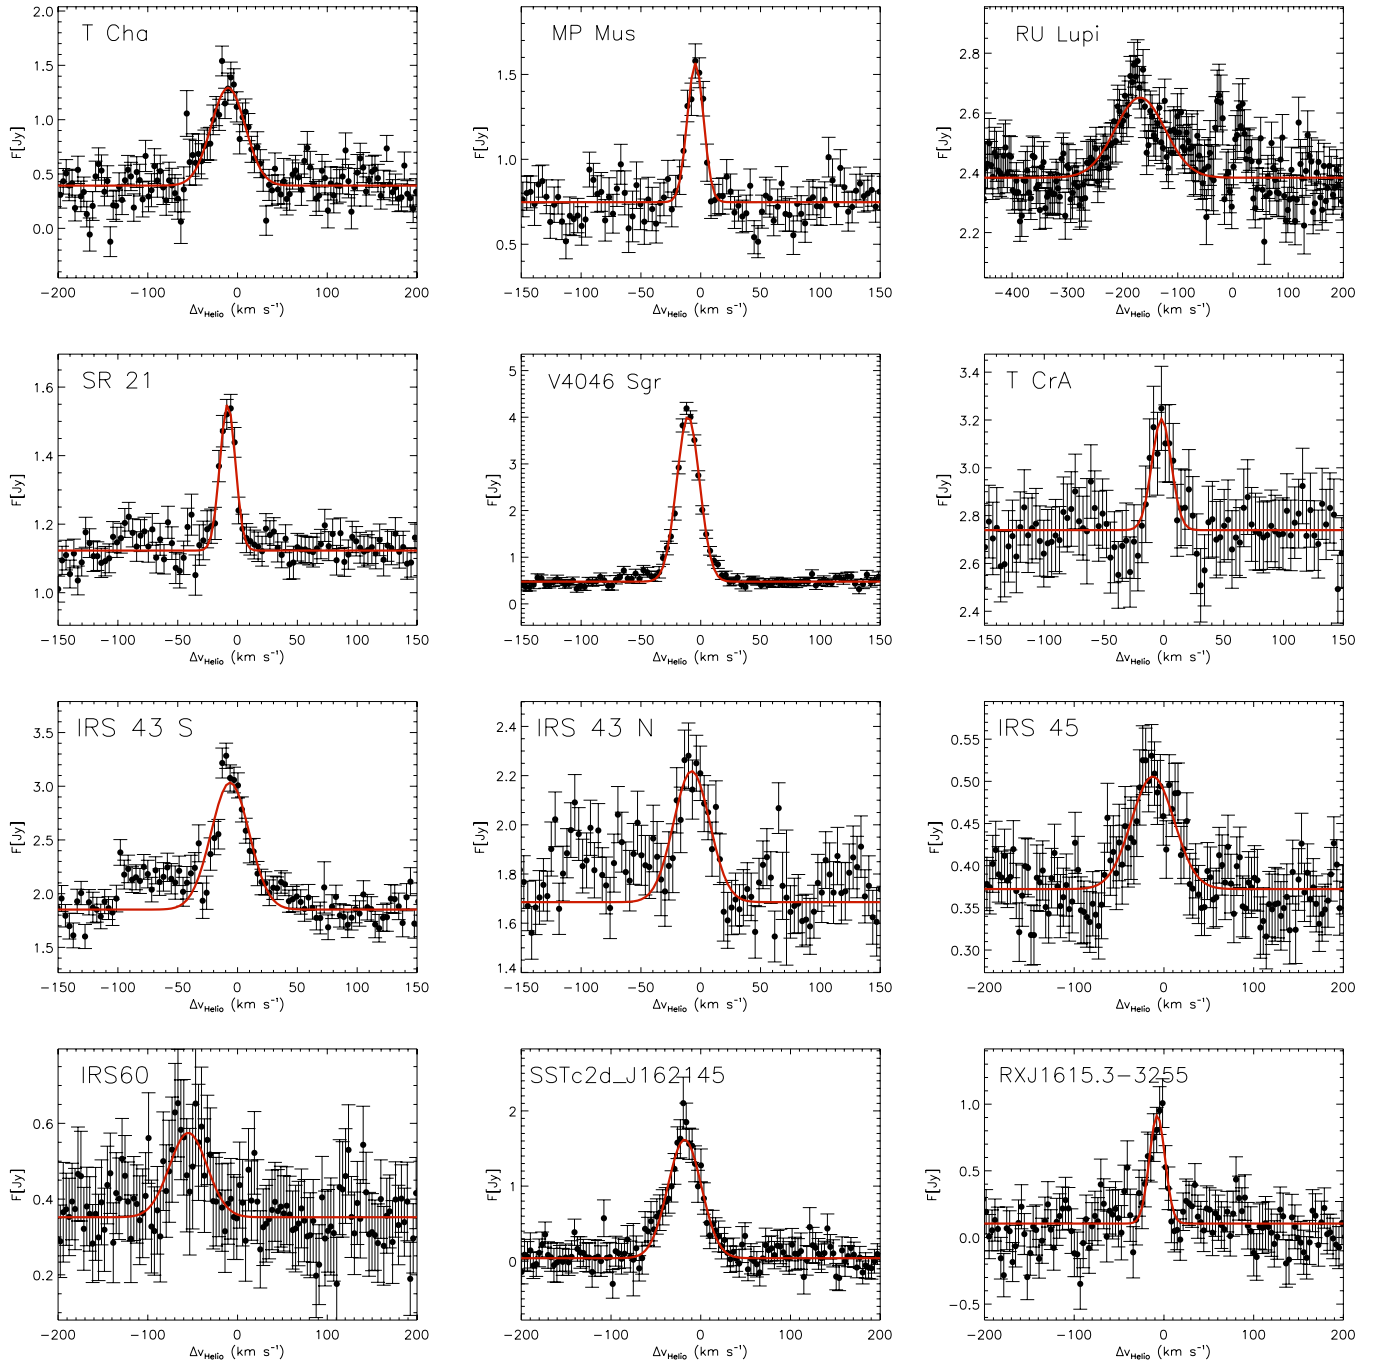 T Cha
2.0
1.5
1.0
0.5
0.0
F[Jy]
−200 −100 0 100 200
Δv_Helio (km s⁻¹)
MP Mus
1.5
1.0
0.5
F[Jy]
−150 −100 −50 0 50 100 150
Δv_Helio (km s⁻¹)
RU Lupi
2.8
2.6
2.4
2.2
F[Jy]
−400 −300 −200 −100 0 100 200
Δv_Helio (km s⁻¹)
SR 21
1.6
1.4
1.2
1.0
F[Jy]
−150 −100 −50 0 50 100 150
Δv_Helio (km s⁻¹)
V4046 Sgr
5
4
3
2
1
0
F[Jy]
−150 −100 −50 0 50 100 150
Δv_Helio (km s⁻¹)
T CrA
3.4
3.2
3.0
2.8
2.6
2.4
F[Jy]
−150 −100 −50 0 50 100 150
Δv_Helio (km s⁻¹)
IRS 43 S
3.5
3.0
2.5
2.0
1.5
F[Jy]
−150 −100 −50 0 50 100 150
Δv_Helio (km s⁻¹)
IRS 43 N
2.4
2.2
2.0
1.8
1.6
1.4
F[Jy]
−150 −100 −50 0 50 100 150
Δv_Helio (km s⁻¹)
IRS 45
0.55
0.50
0.45
0.40
0.35
0.30
F[Jy]
−200 −100 0 100 200
Δv_Helio (km s⁻¹)
IRS60
0.6
0.4
0.2
F[Jy]
−200 −100 0 100 200
Δv_Helio (km s⁻¹)
SSTc2d_J162145
2
1
0
F[Jy]
−200 −100 0 100 200
Δv_Helio (km s⁻¹)
RXJ1615.3−3255
1.0
0.5
0.0
−0.5
F[Jy]
−200 −100 0 100 200
Δv_Helio (km s⁻¹)